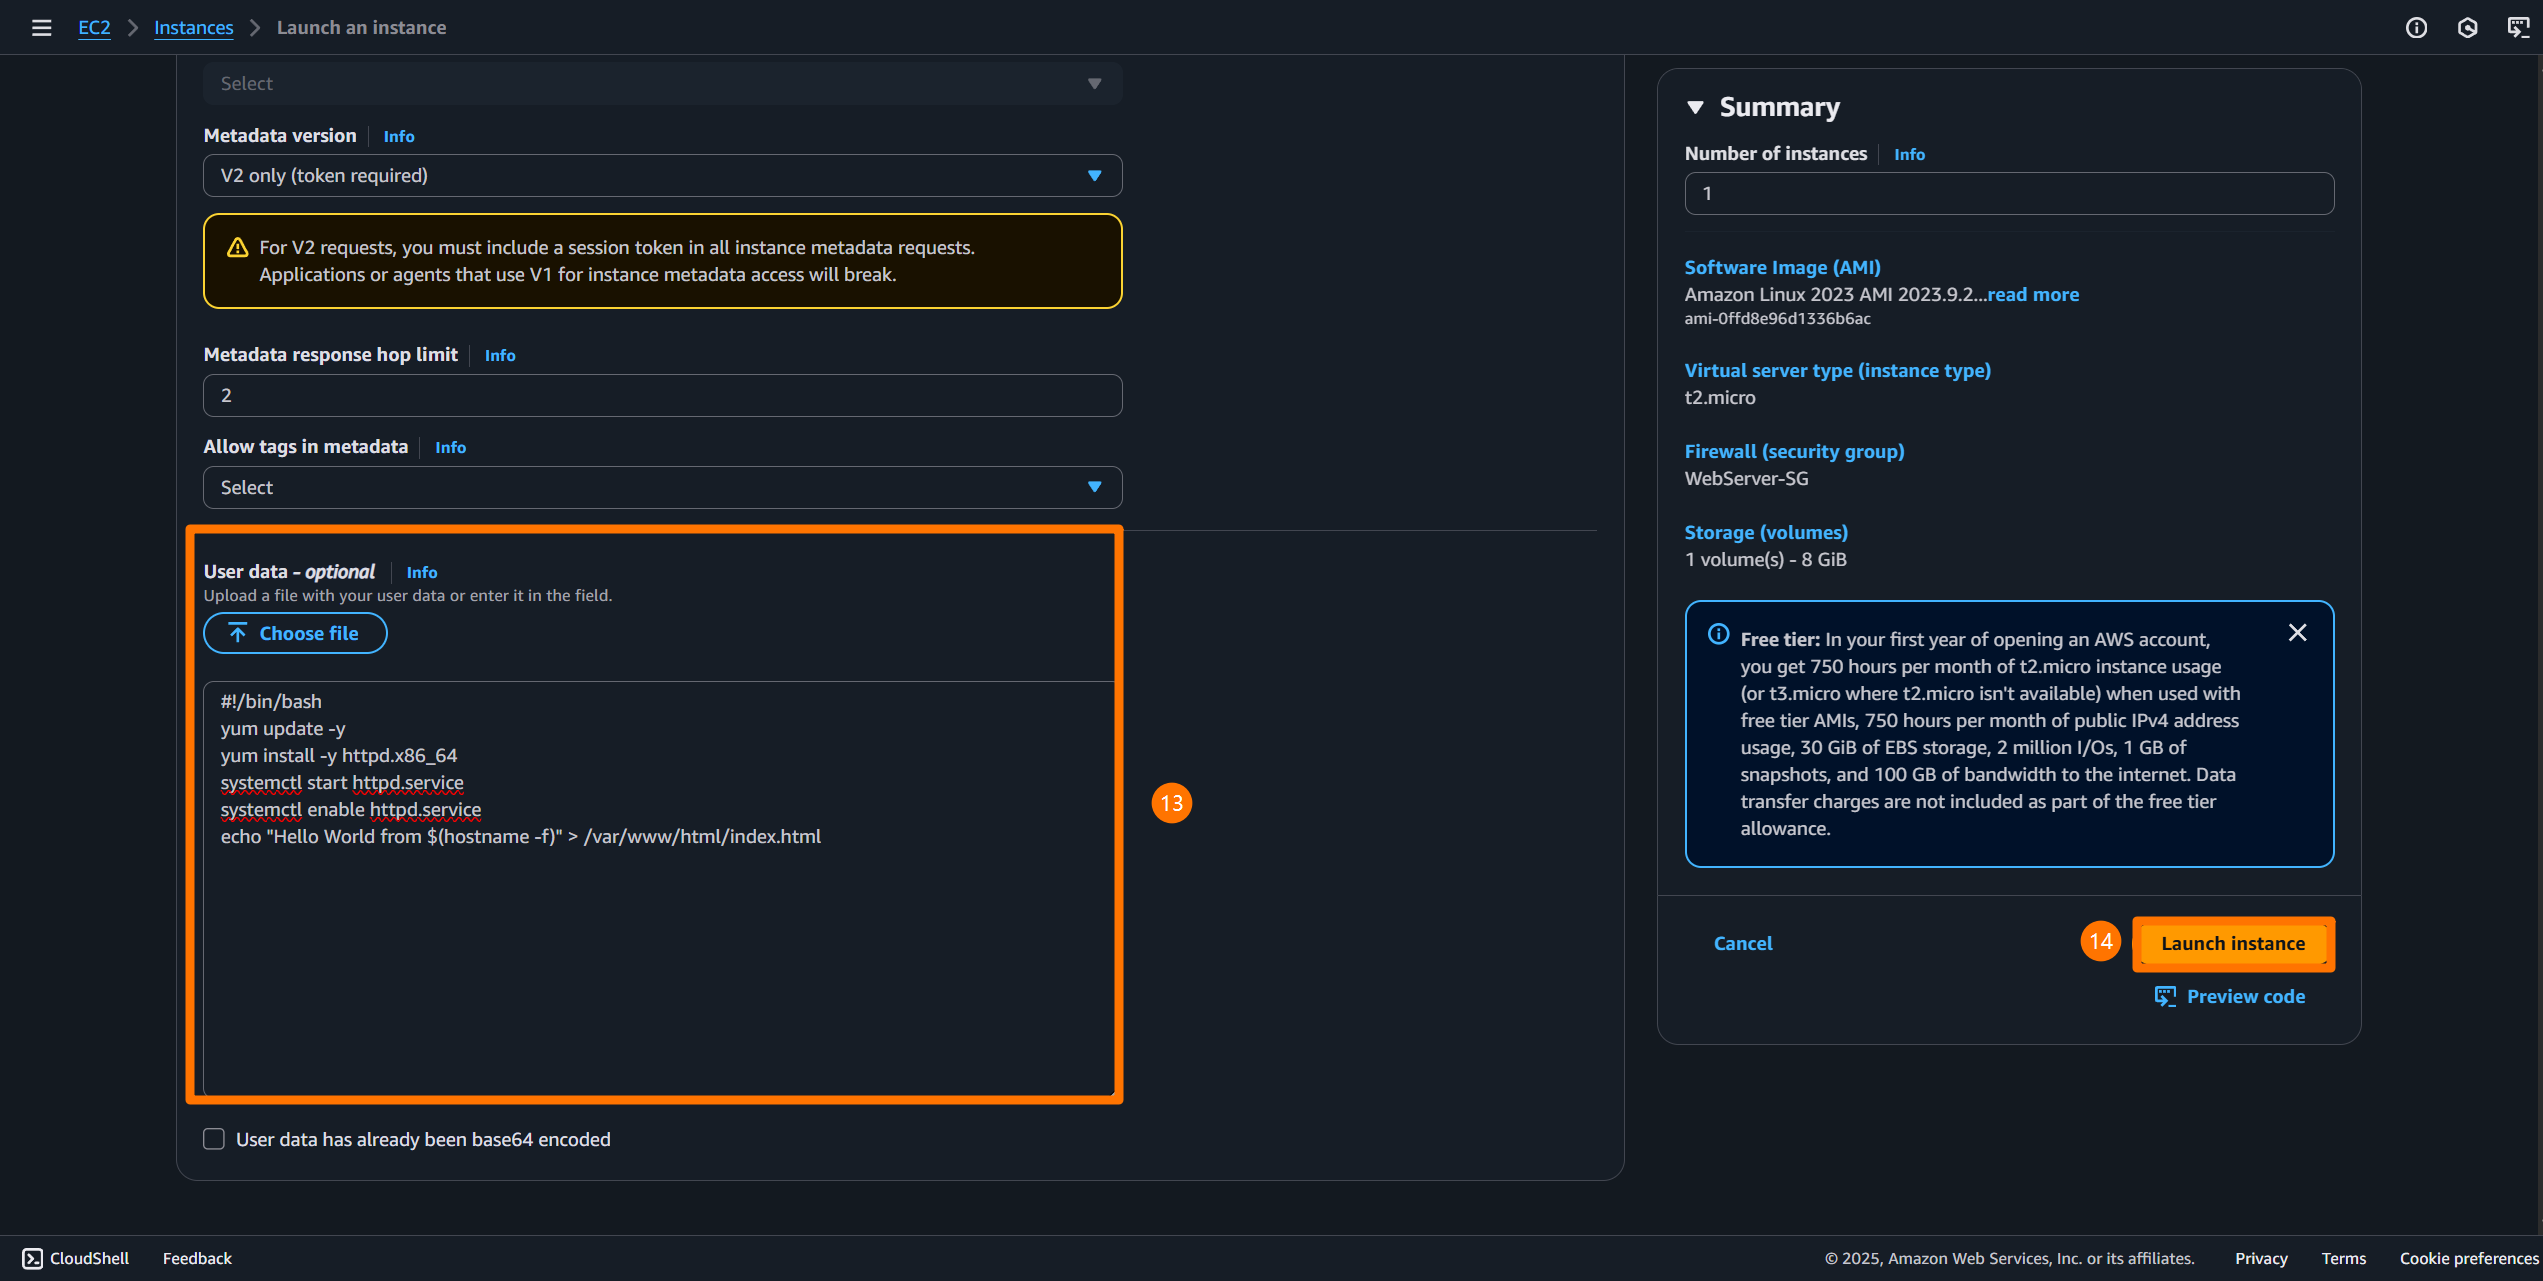 EC2 > Instances > Launch an instance
Select
Metadata version | Info
V2 only (token required)
For V2 requests, you must include a session token in all instance metadata requests.
Applications or agents that use V1 for instance metadata access will break.
Metadata response hop limit | Info
2
Allow tags in metadata | Info
Select
User data - optional | Info
Upload a file with your user data or enter it in the field.
Choose file
#!/bin/bash
yum update -y
yum install -y httpd.x86_64
systemctl start httpd.service
systemctl enable httpd.service
echo "Hello World from $(hostname -f)" > /var/www/html/index.html
13
User data has already been base64 encoded
Summary
Number of instances | Info
1
Software Image (AMI)
Amazon Linux 2023 AMI 2023.9.2...read more
ami-0ffd8e96d1336b6ac
Virtual server type (instance type)
t2.micro
Firewall (security group)
WebServer-SG
Storage (volumes)
1 volume(s) - 8 GiB
Free tier: In your first year of opening an AWS account,
you get 750 hours per month of t2.micro instance usage
(or t3.micro where t2.micro isn't available) when used with
free tier AMIs, 750 hours per month of public IPv4 address
usage, 30 GiB of EBS storage, 2 million I/Os, 1 GB of
snapshots, and 100 GB of bandwidth to the internet. Data
transfer charges are not included as part of the free tier
allowance.
Cancel
14
Launch instance
Preview code
CloudShell Feedback © 2025, Amazon Web Services, Inc. or its affiliates. Privacy Terms Cookie preferences